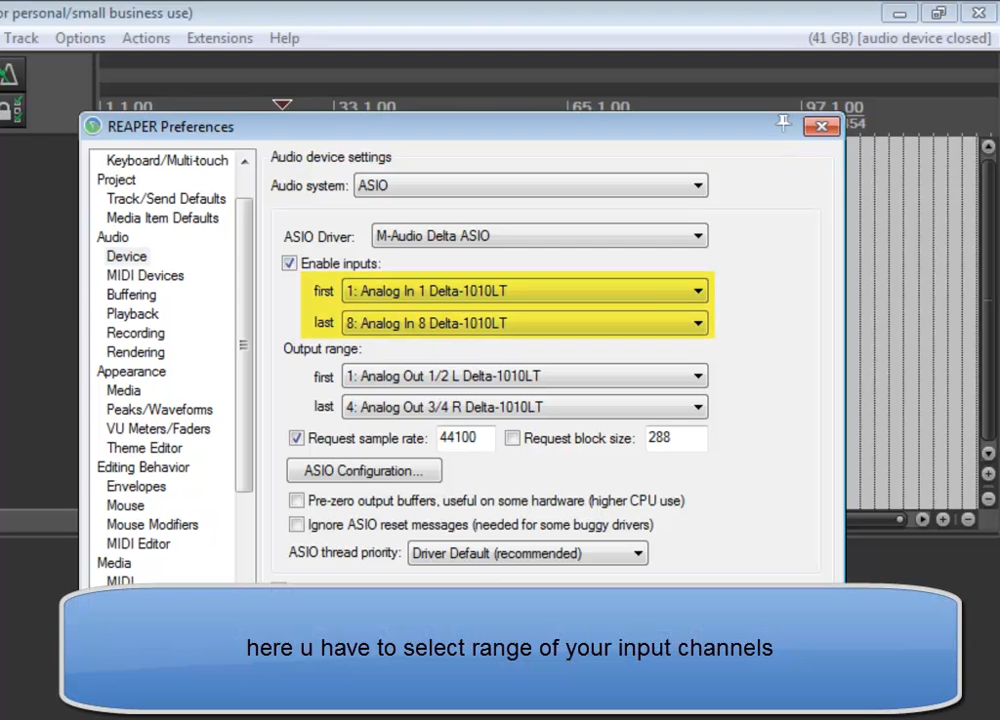 or personal/small business use)
Track Options Actions Extensions Help (41 GB) [audio device closed]
1.1.00 33.1.00 65.1.00 97.1.00
54
REAPER Preferences
Audio device settings
Audio system: ASIO
ASIO Driver: M-Audio Delta ASIO
Enable inputs:
first 1: Analog In 1 Delta-1010LT
last 8: Analog In 8 Delta-1010LT
Output range:
first 1: Analog Out 1/2 L Delta-1010LT
last 4: Analog Out 3/4 R Delta-1010LT
Request sample rate: 44100 Request block size: 288
ASIO Configuration...
Pre-zero output buffers, useful on some hardware (higher CPU use)
Ignore ASIO reset messages (needed for some buggy drivers)
ASIO thread priority: Driver Default (recommended)
Keyboard/Multi-touch
Project
Track/Send Defaults
Media Item Defaults
Audio
Device
MIDI Devices
Buffering
Playback
Recording
Rendering
Appearance
Media
Peaks/Waveforms
VU Meters/Faders
Theme Editor
Editing Behavior
Envelopes
Mouse
Mouse Modifiers
MIDI Editor
Media
MIDI
here u have to select range of your input channels